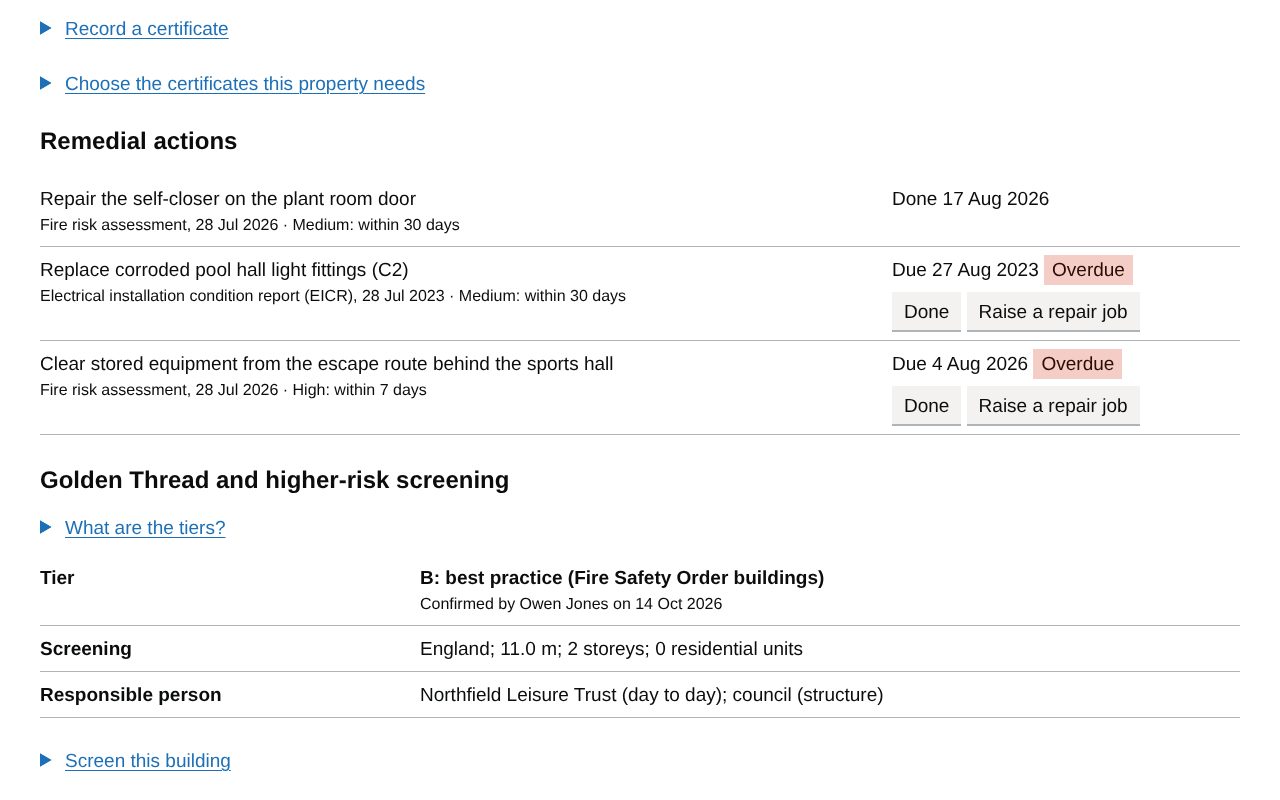 Record a certificate
Choose the certificates this property needs
Remedial actions
Repair the self-closer on the plant room door
Done 17 Aug 2026
Fire risk assessment, 28 Jul 2026 · Medium: within 30 days
Replace corroded pool hall light fittings (C2)
Due 27 Aug 2023 Overdue
Electrical installation condition report (EICR), 28 Jul 2023 · Medium: within 30 days
Done Raise a repair job
Clear stored equipment from the escape route behind the sports hall
Due 4 Aug 2026 Overdue
Fire risk assessment, 28 Jul 2026 · High: within 7 days
Done Raise a repair job
Golden Thread and higher-risk screening
What are the tiers?
Tier
B: best practice (Fire Safety Order buildings)
Confirmed by Owen Jones on 14 Oct 2026
Screening
England; 11.0 m; 2 storeys; 0 residential units
Responsible person
Northfield Leisure Trust (day to day); council (structure)
Screen this building